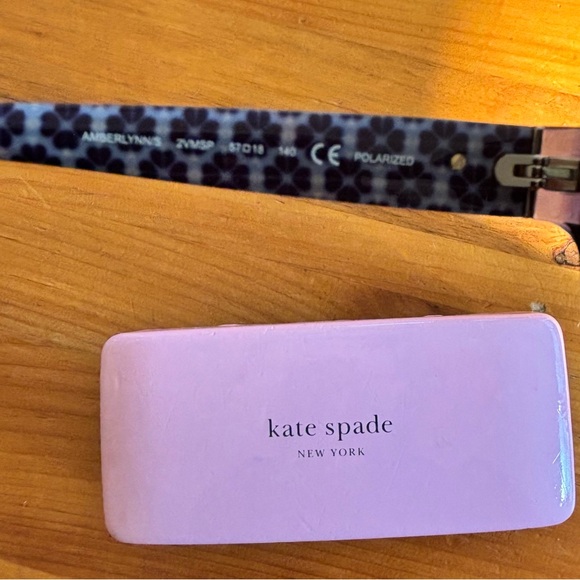 AMBERLYNN/S 2VMSP 57□18 140 CE POLARIZED
kate spade
NEW YORK